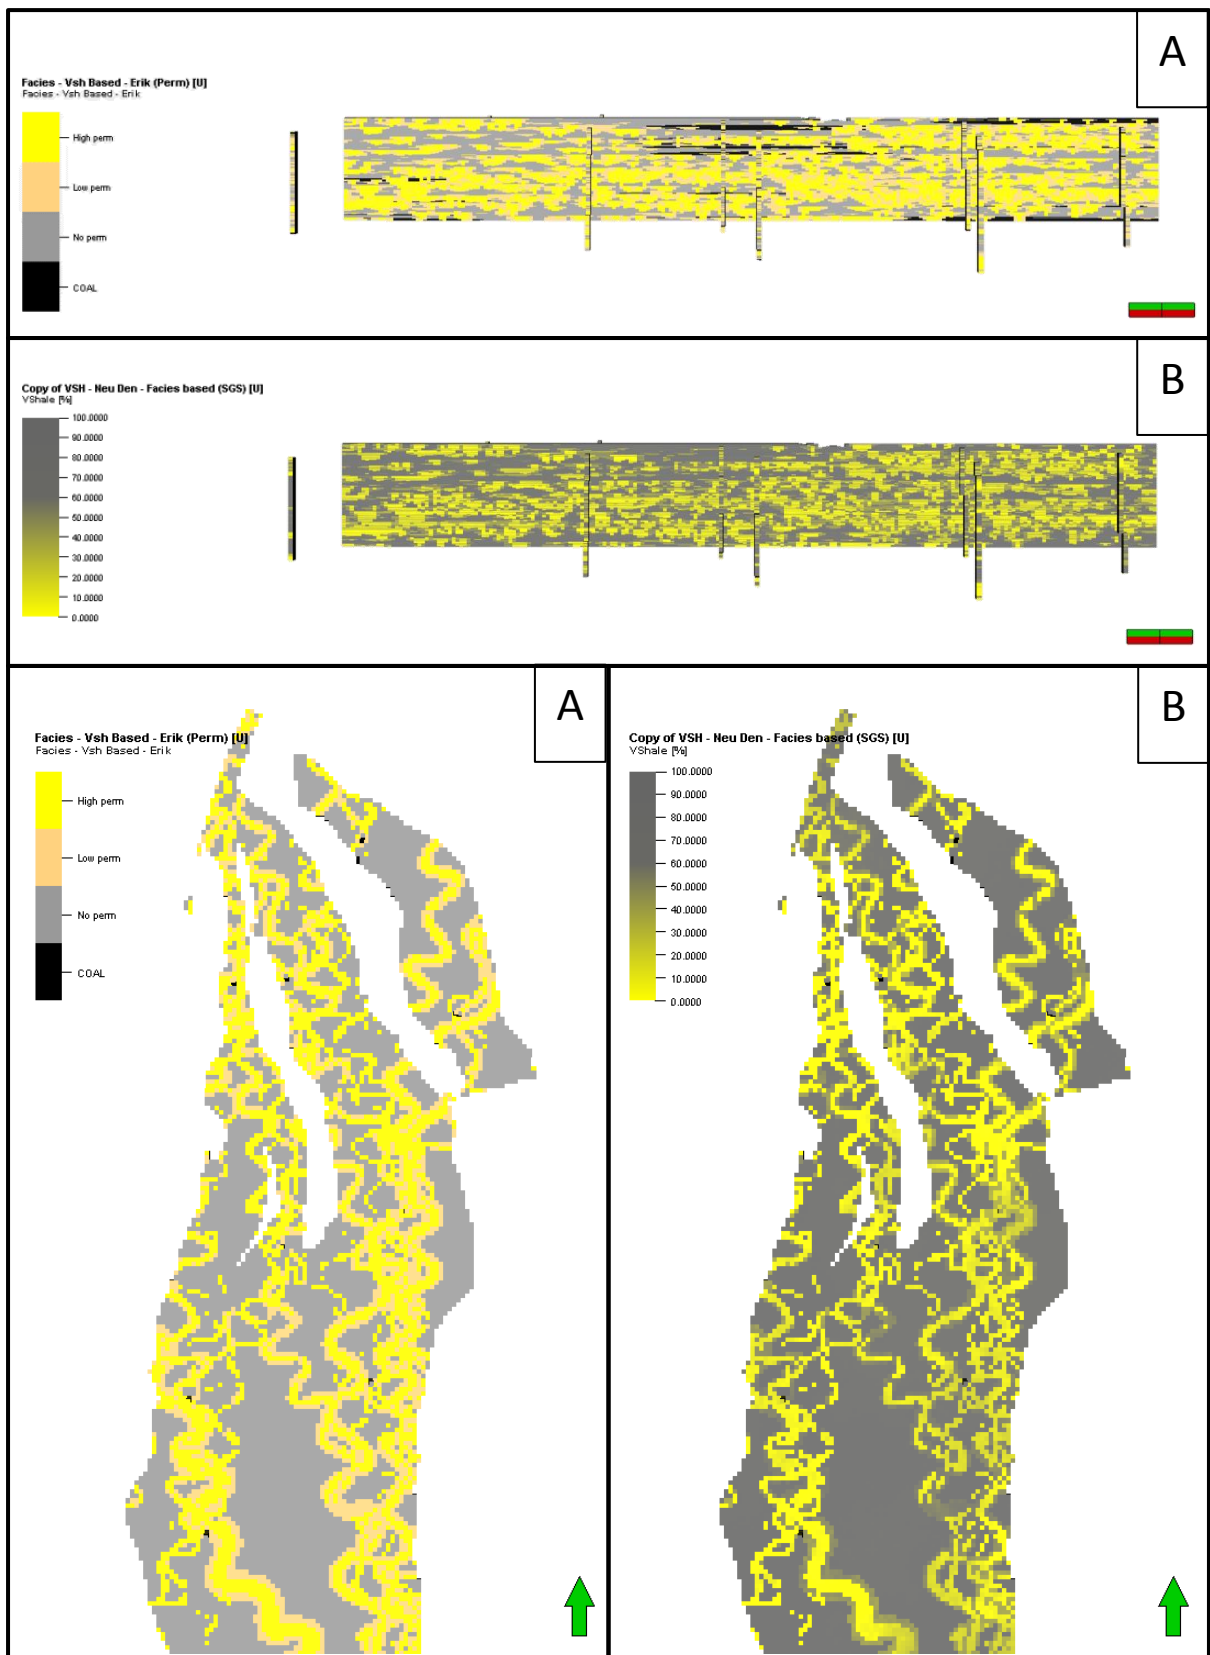 A
Facies - Vsh Based - Erik (Perm) [U]
Facies - Vsh Based - Erik
High perm
Low perm
No perm
COAL
B
Copy of VSH - Neu Den - Facies based (SGS) [U]
VShale [%]
100.0000
90.0000
80.0000
70.0000
60.0000
50.0000
40.0000
30.0000
20.0000
10.0000
0.0000
A
Facies - Vsh Based - Erik (Perm) [U]
Facies - Vsh Based - Erik
High perm
Low perm
No perm
COAL
B
Copy of VSH - Neu Den - Facies based (SGS) [U]
VShale [%]
100.0000
90.0000
80.0000
70.0000
60.0000
50.0000
40.0000
30.0000
20.0000
10.0000
0.0000